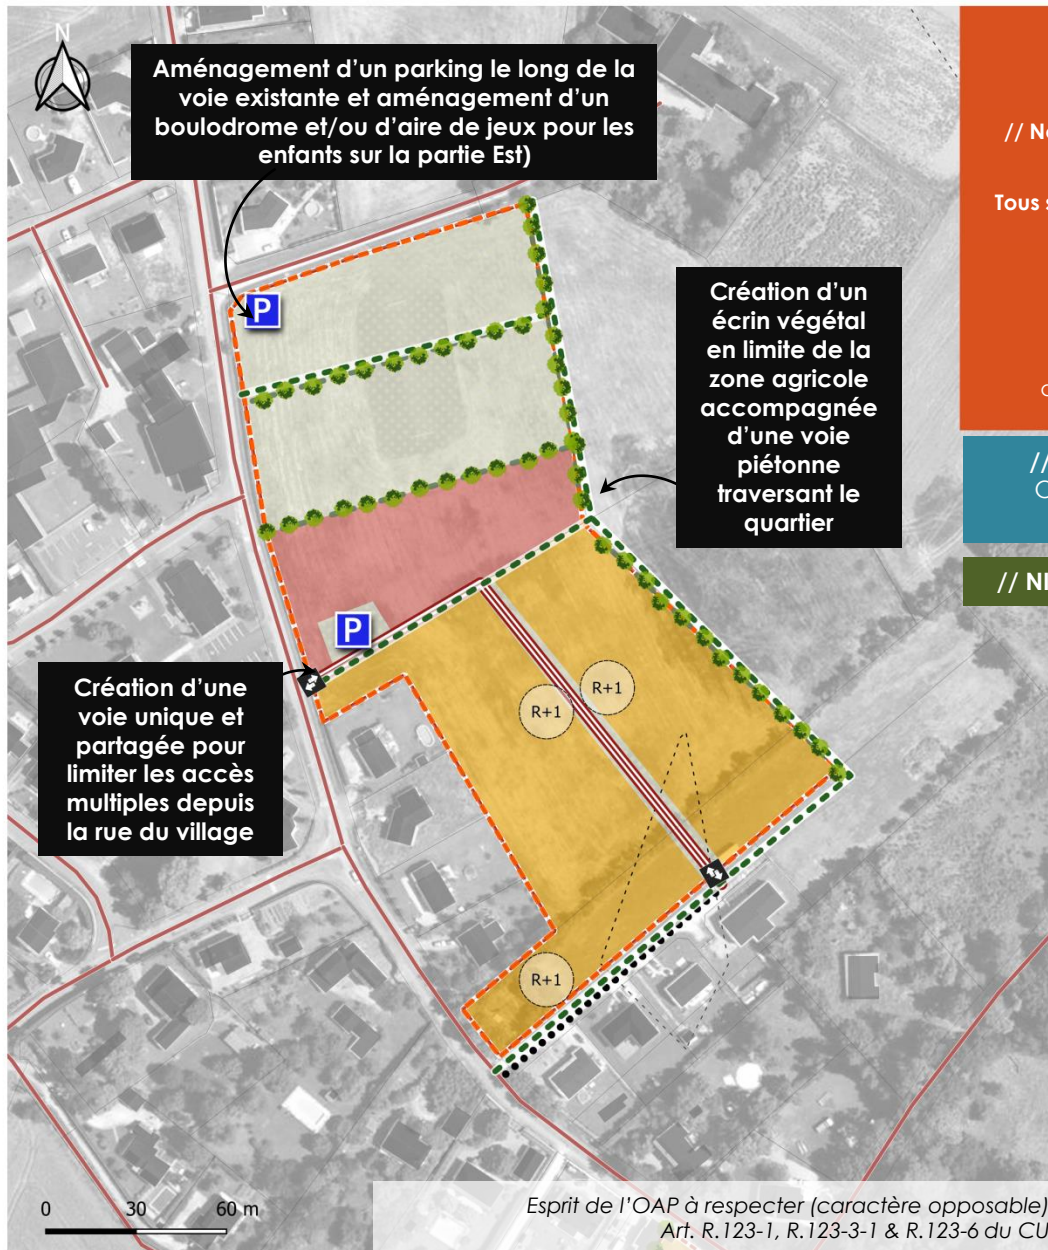 N
Aménagement d’un parking le long de la
voie existante et aménagement d’un
boulodrome et/ou d’aire de jeux pour les
enfants sur la partie Est)
// N
Tous s
P
Création d’un
écrin végétal
en limite de la
zone agricole
accompagnée
d’une voie
piétonne
traversant le
quartier
//
C
// N
P
Création d’une
voie unique et
partagée pour
limiter les accès
multiples depuis
la rue du village
R+1
R+1
R+1
0 30 60 m
Esprit de l’OAP à respecter (caractère opposable)
Art. R.123-1, R.123-3-1 & R.123-6 du CU